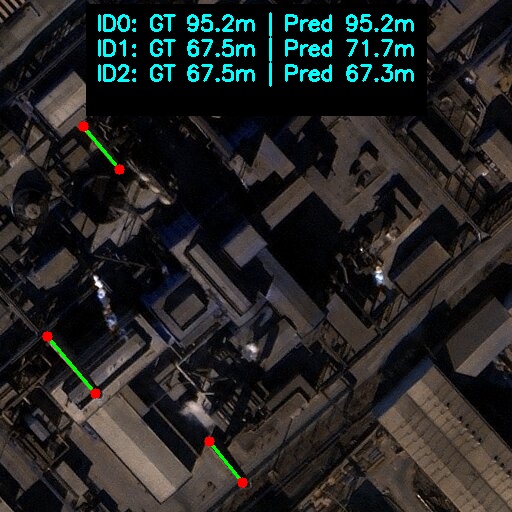 ID0: GT 95.2m | Pred 95.2m
ID1: GT 67.5m | Pred 71.7m
ID2: GT 67.5m | Pred 67.3m